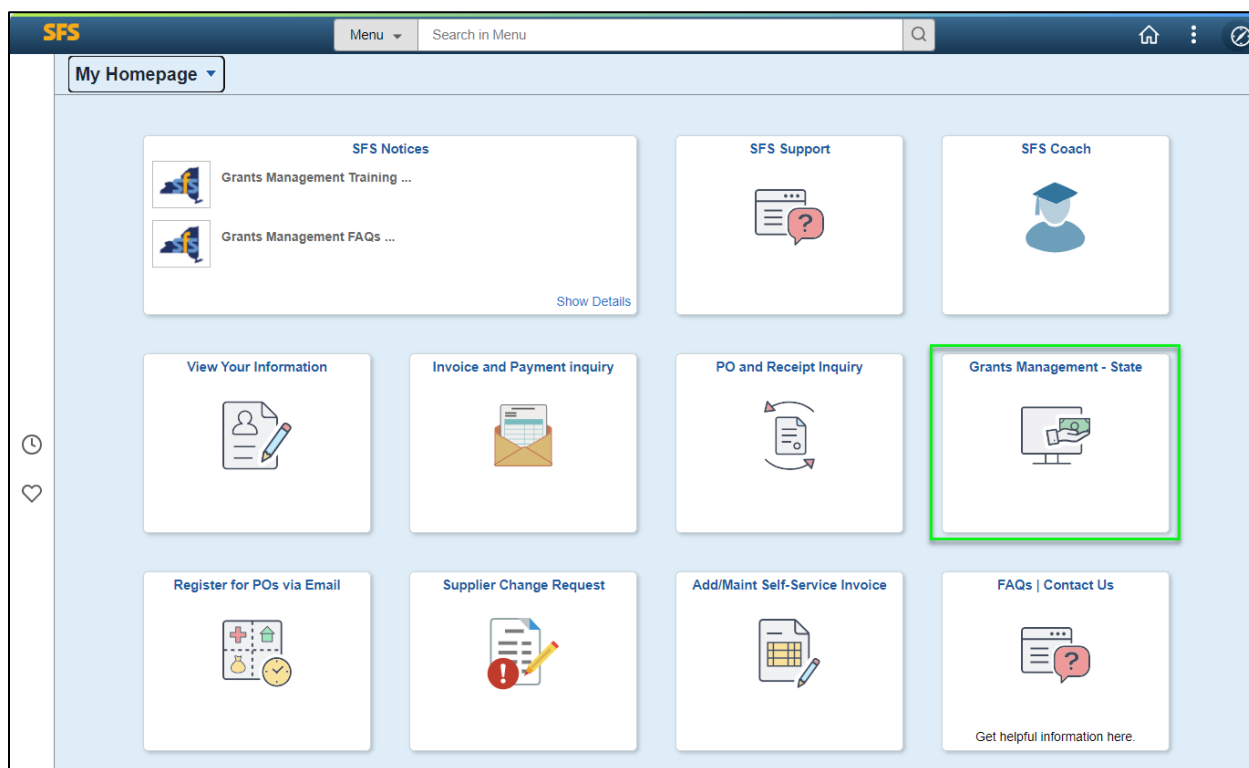 SFS
Menu
Search in Menu
My Homepage
SFS Notices
sfs
Grants Management Training ...
sfs
Grants Management FAQs ...
Show Details
SFS Support
?
SFS Coach
View Your Information
Invoice and Payment inquiry
PO and Receipt Inquiry
Grants Management - State
Register for POs via Email
Supplier Change Request
!
Add/Maint Self-Service Invoice
FAQs | Contact Us
?
Get helpful information here.